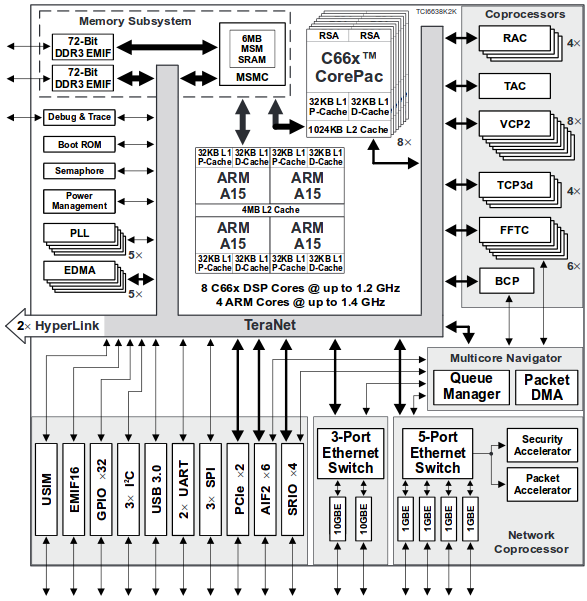 Memory Subsystem
72-Bit
DDR3 EMIF
72-Bit
DDR3 EMIF
6MB
MSM
SRAM
MSMC
Debug & Trace
Boot ROM
Semaphore
Power
Management
PLL
5×
EDMA
5×
RSA RSA
C66x™
CorePac
32KB L1 32KB L1
P-Cache D-Cache
1024KB L2 Cache
8×
TCI6638K2K
32KB L1 32KB L1 32KB L1 32KB L1
P-Cache D-Cache P-Cache D-Cache
ARM ARM
A15 A15
4MB L2 Cache
ARM ARM
A15 A15
32KB L1 32KB L1 32KB L1 32KB L1
P-Cache D-Cache P-Cache D-Cache
8 C66x DSP Cores @ up to 1.2 GHz
4 ARM Cores @ up to 1.4 GHz
Coprocessors
RAC
4×
TAC
VCP2
8×
TCP3d
4×
FFTC
6×
BCP
2× HyperLink
TeraNet
Multicore Navigator
Queue
Manager
Packet
DMA
USIM
EMIF16
GPIO ×32
3× I²C
USB 3.0
2× UART
3× SPI
PCIe ×2
AIF2 ×6
SRIO ×4
3-Port
Ethernet
Switch
10GBE
10GBE
5-Port
Ethernet
Switch
1GBE
1GBE
1GBE
1GBE
Security
Accelerator
Packet
Accelerator
Network
Coprocessor